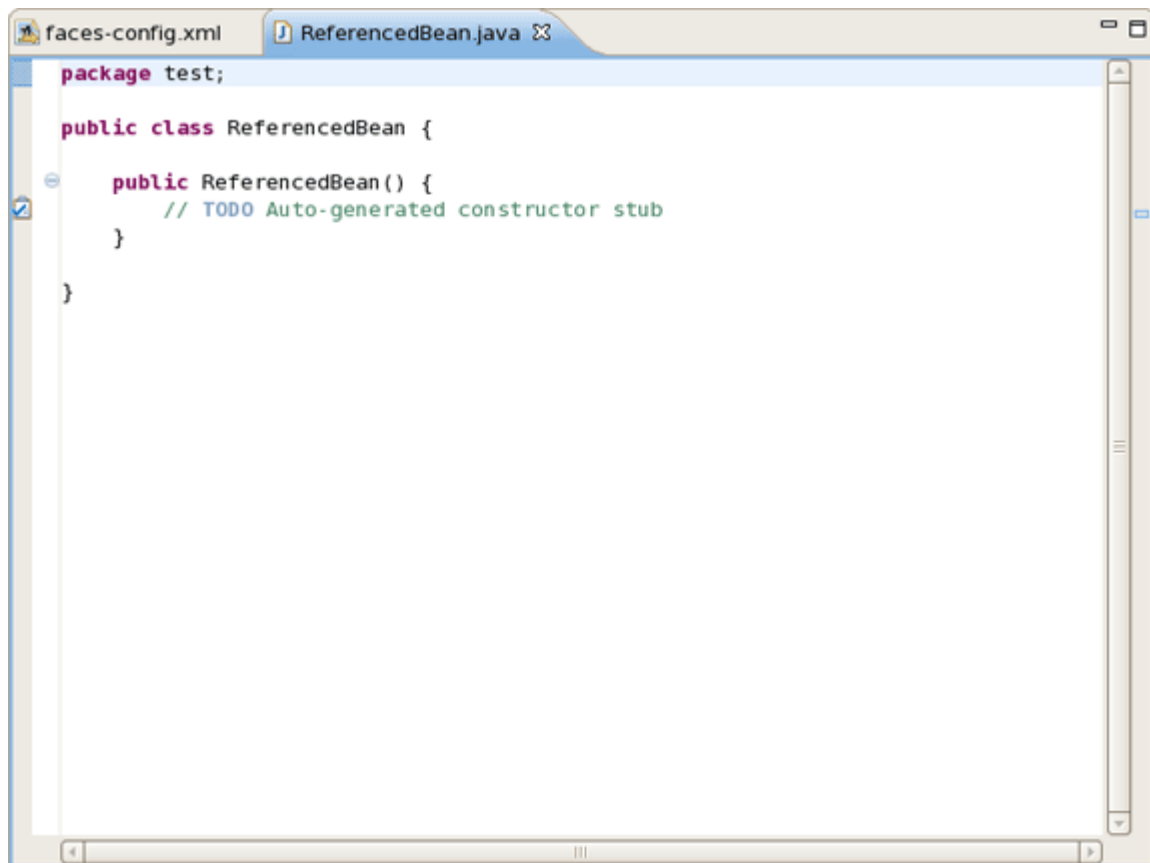 faces-config.xml
ReferencedBean.java
package test;
public class ReferencedBean {
public ReferencedBean() {
// TODO Auto-generated constructor stub
}
}